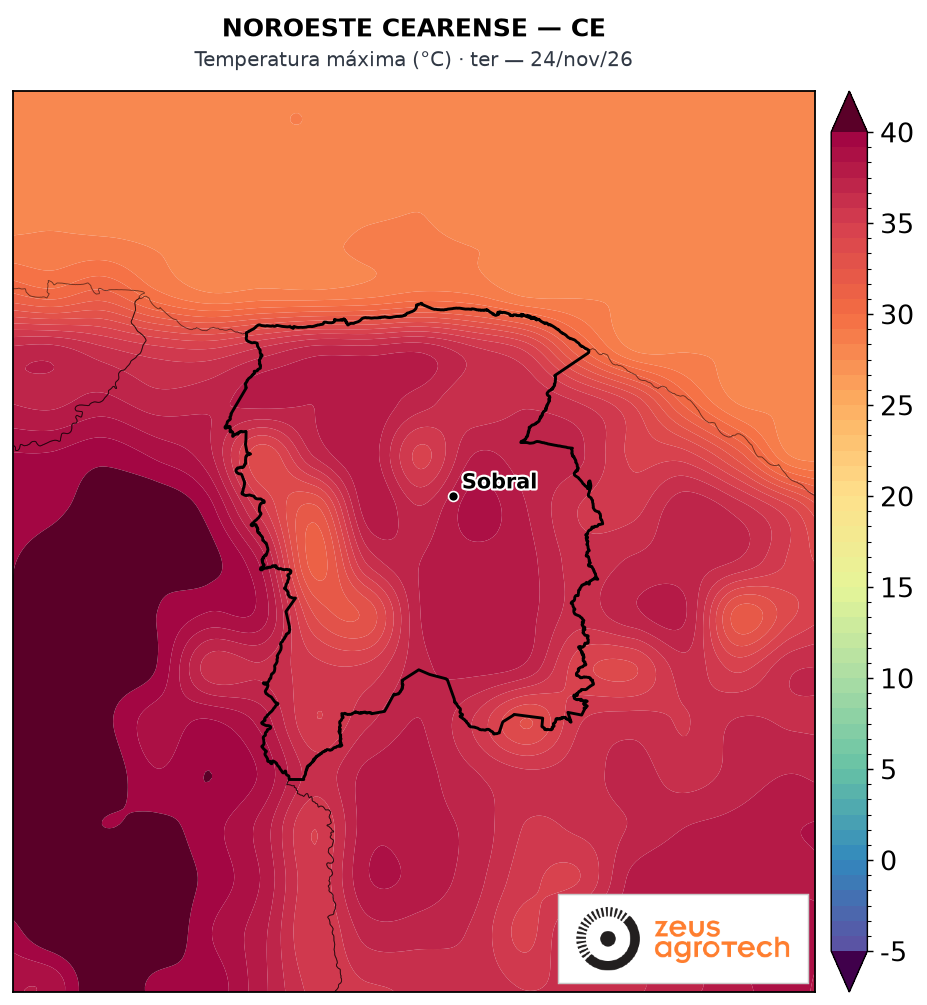 NOROESTE CEARENSE — CE
Temperatura máxima (°C) · ter — 24/nov/26
40
35
30
25
20
15
10
5
0
-5
Sobral
zeus
agrotech